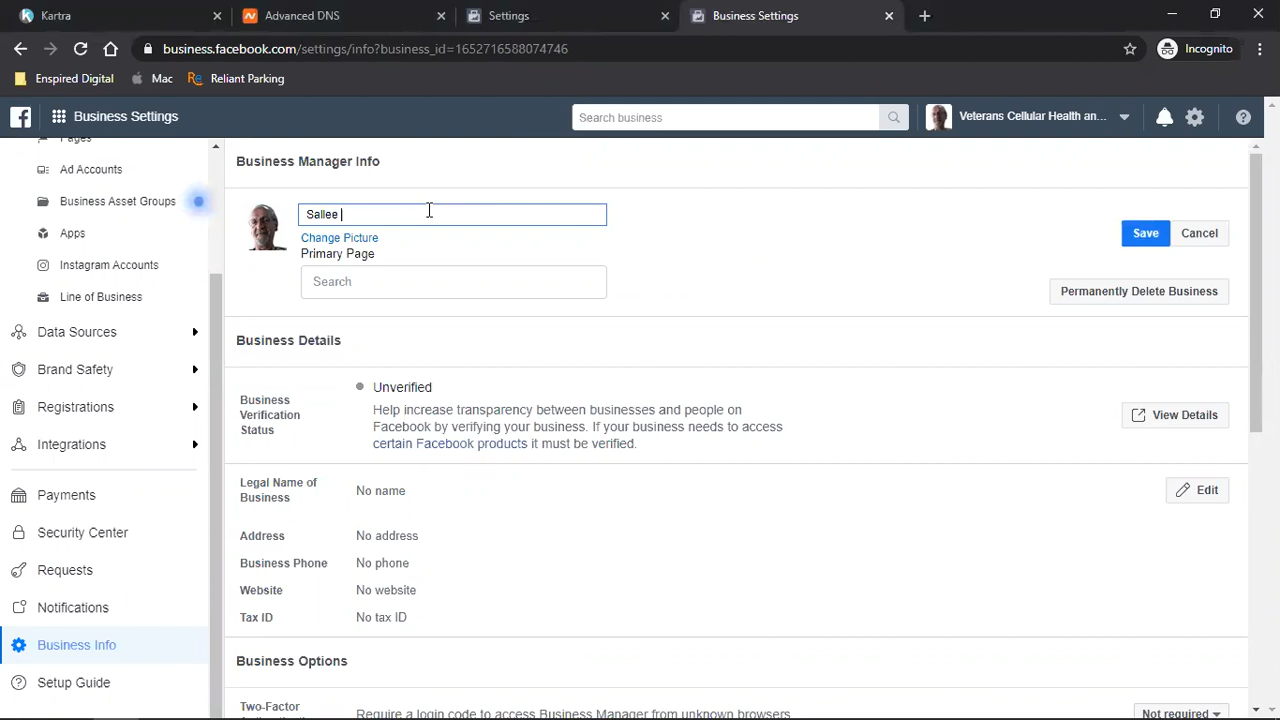 Kartra
Advanced DNS
Settings
Business Settings
business.facebook.com/settings/info?business_id=1652716588074746
Incognito
Enspired Digital
Mac
Reliant Parking
Business Settings
Search business
Veterans Cellular Health an...
Pages
Ad Accounts
Business Asset Groups
Apps
Instagram Accounts
Line of Business
Data Sources
Brand Safety
Registrations
Integrations
Payments
Security Center
Requests
Notifications
Business Info
Setup Guide
Business Manager Info
Sallee
Change Picture
Primary Page
Search
Save
Cancel
Permanently Delete Business
Business Details
Business
Verification
Status
Unverified
Help increase transparency between businesses and people on
Facebook by verifying your business. If your business needs to access
certain Facebook products it must be verified.
View Details
Legal Name of
Business
No name
Edit
Address
No address
Business Phone
No phone
Website
No website
Tax ID
No tax ID
Business Options
Two-Factor
Require a login code to access Business Manager from unknown browsers
Not required